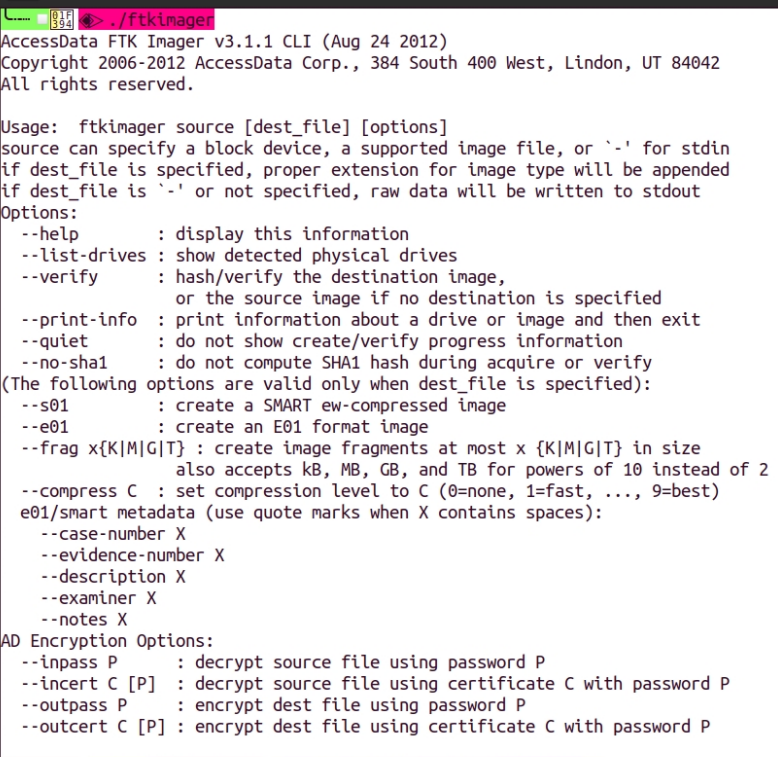 01F
394
./ftkimager
AccessData FTK Imager v3.1.1 CLI (Aug 24 2012)
Copyright 2006-2012 AccessData Corp., 384 South 400 West, Lindon, UT 84042
All rights reserved.
Usage:  ftkimager source [dest_file] [options]
source can specify a block device, a supported image file, or `-' for stdin
if dest_file is specified, proper extension for image type will be appended
if dest_file is `-' or not specified, raw data will be written to stdout
Options:
  --help        : display this information
  --list-drives : show detected physical drives
  --verify      : hash/verify the destination image,
                  or the source image if no destination is specified
  --print-info  : print information about a drive or image and then exit
  --quiet       : do not show create/verify progress information
  --no-sha1     : do not compute SHA1 hash during acquire or verify
(The following options are valid only when dest_file is specified):
  --s01         : create a SMART ew-compressed image
  --e01         : create an E01 format image
  --frag x{K|M|G|T} : create image fragments at most x {K|M|G|T} in size
                  also accepts kB, MB, GB, and TB for powers of 10 instead of 2
  --compress C  : set compression level to C (0=none, 1=fast, ..., 9=best)
  e01/smart metadata (use quote marks when X contains spaces):
    --case-number X
    --evidence-number X
    --description X
    --examiner X
    --notes X
AD Encryption Options:
  --inpass P      : decrypt source file using password P
  --incert C [P]  : decrypt source file using certificate C with password P
  --outpass P     : encrypt dest file using password P
  --outcert C [P] : encrypt dest file using certificate C with password P